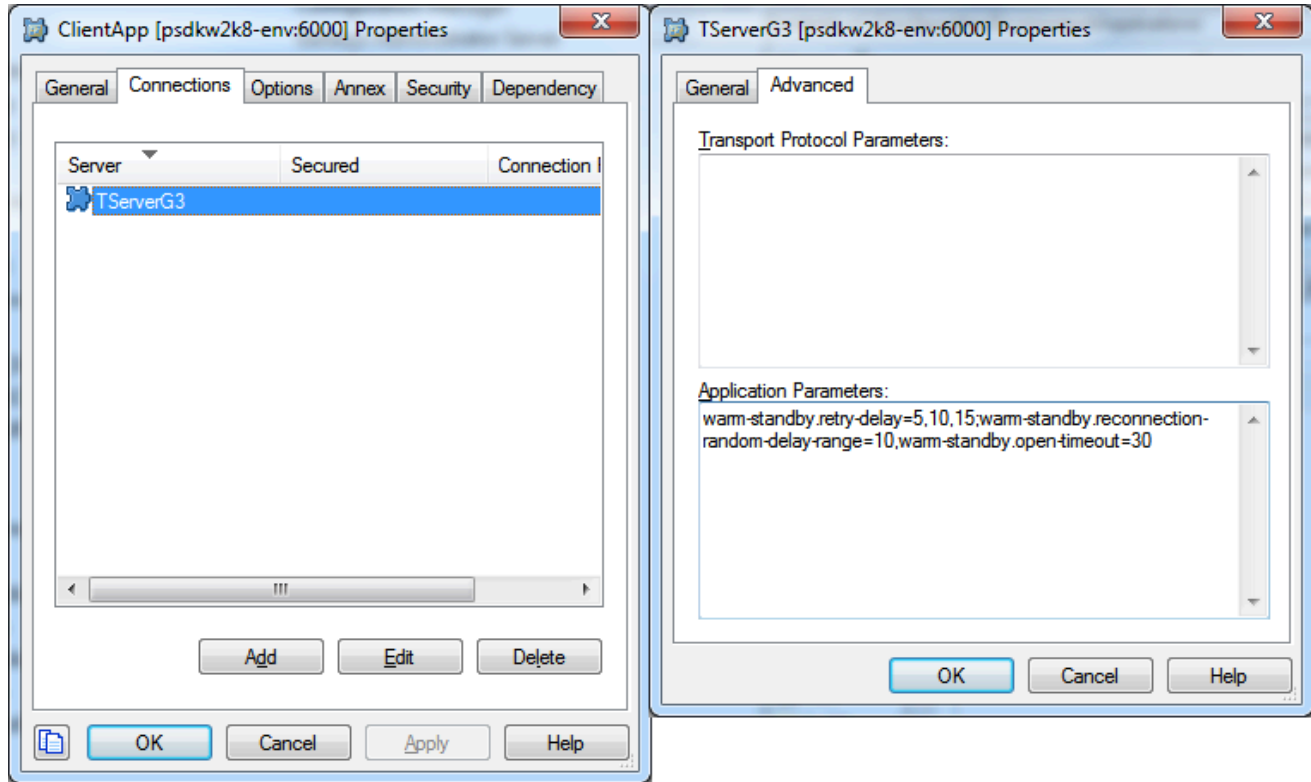 ClientApp [psdkw2k8-env:6000] Properties
General Connections Options Annex Security Dependency
Server Secured Connection
TServerG3
Add Edit Delete
OK Cancel Apply Help
TServerG3 [psdkw2k8-env:6000] Properties
General Advanced
Transport Protocol Parameters:
Application Parameters:
warm-standby.retry-delay=5,10,15;warm-standby.reconnection-
random-delay-range=10,warm-standby.open-timeout=30
OK Cancel Help